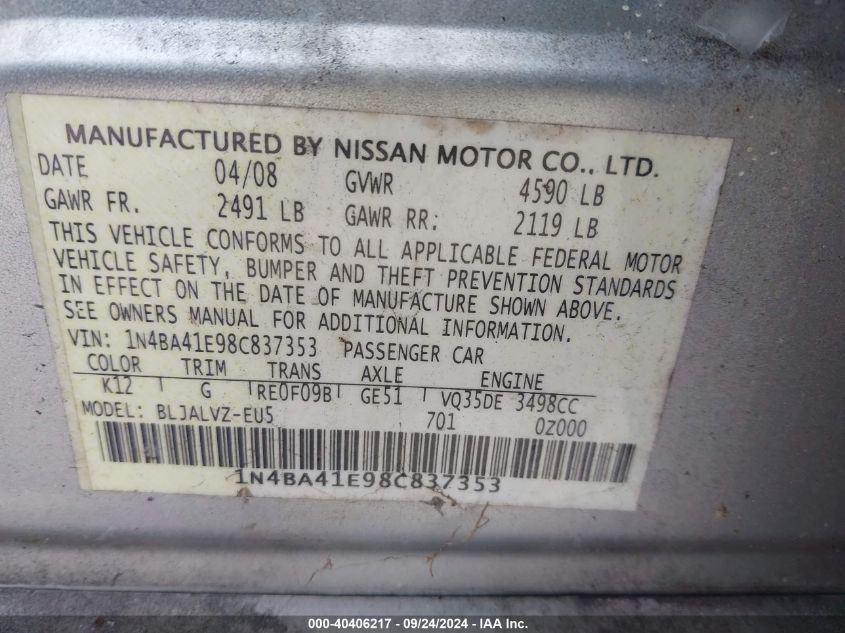 MANUFACTURED BY NISSAN MOTOR CO., LTD.
DATE 04/08 GVWR 4590 LB
GAWR FR. 2491 LB GAWR RR: 2119 LB
THIS VEHICLE CONFORMS TO ALL APPLICABLE FEDERAL MOTOR
VEHICLE SAFETY, BUMPER AND THEFT PREVENTION STANDARDS
IN EFFECT ON THE DATE OF MANUFACTURE SHOWN ABOVE.
SEE OWNERS MANUAL FOR ADDITIONAL INFORMATION.
VIN: 1N4BA41E98C837353 PASSENGER CAR
COLOR TRIM TRANS AXLE ENGINE
K12 G RE0F09B GE51 VQ35DE 3498CC
MODEL: BLJALVZ-EU5 701 0Z000
1N4BA41E98C837353
000-40406217 - 09/24/2024 - IAA Inc.